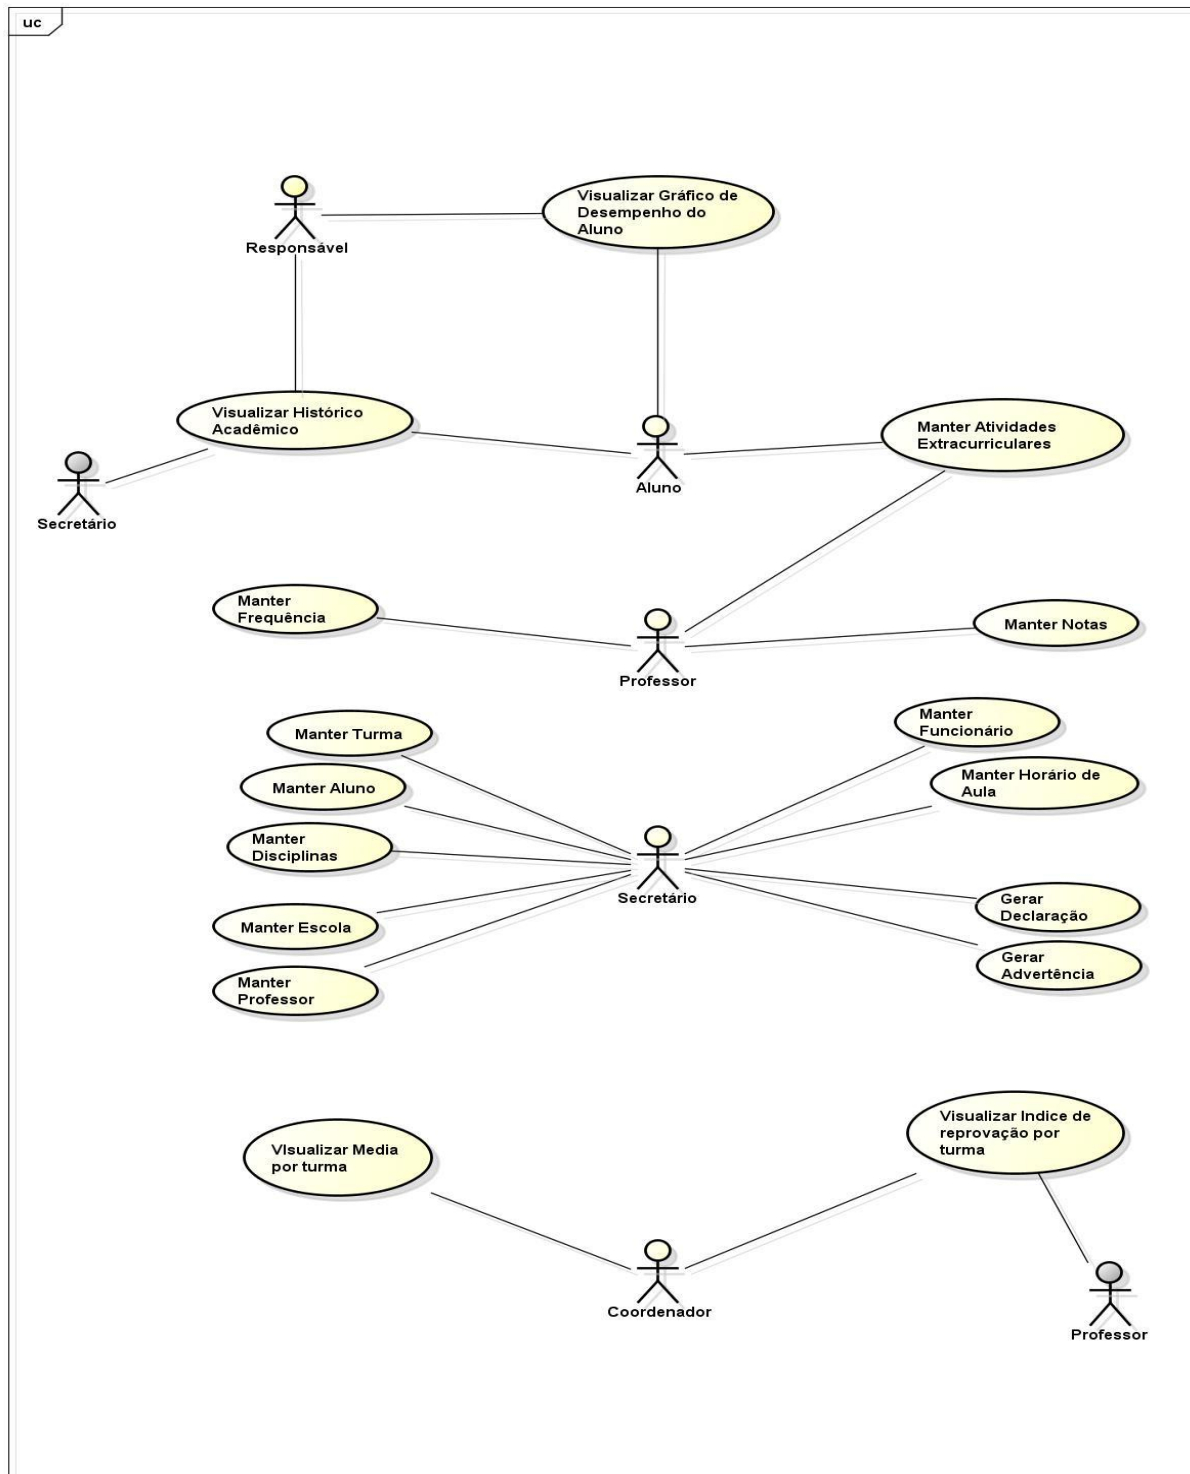 uc
Visualizar Gráfico de
Desempenho do
Aluno
Responsável
Visualizar Histórico
Acadêmico
Manter Atividades
Extracurriculares
Aluno
Secretário
Manter
Frequência
Manter Notas
Professor
Manter Turma
Manter
Funcionário
Manter Aluno
Manter Horário de
Aula
Manter
Disciplinas
Secretário
Manter Escola
Gerar
Declaração
Manter
Professor
Gerar
Advertência
VIsualizar Media
por turma
Visualizar Indice de
reprovação por
turma
Coordenador
Professor